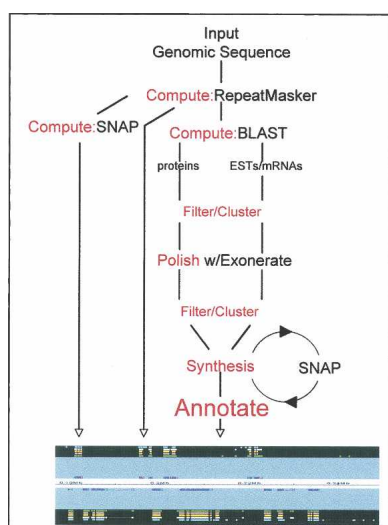 Input
Genomic Sequence
Compute:RepeatMasker
Compute:SNAP
Compute:BLAST
proteins
ESTs/mRNAs
Filter/Cluster
Polish w/Exonerate
Filter/Cluster
Synthesis
SNAP
Annotate